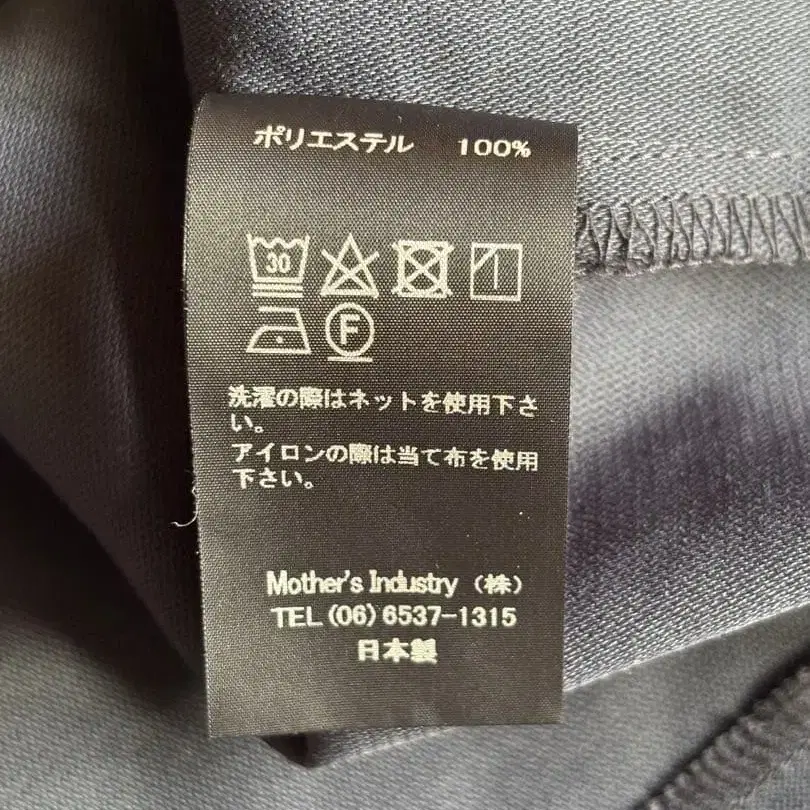 ポリエステル 100%
30
F
洗濯の際はネットを使用下さ
い。
アイロンの際は当て布を使用
下さい。
Mother's Industry (株)
TEL (06) 6537-1315
日本製